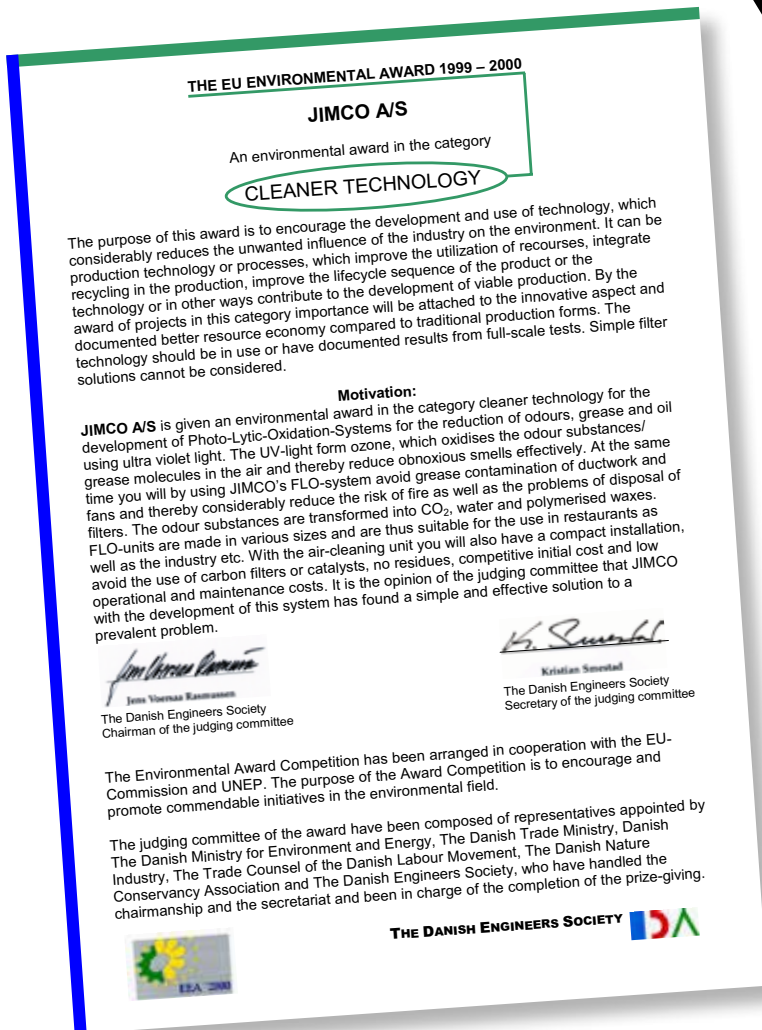 THE EU ENVIRONMENTAL AWARD 1999 – 2000
JIMCO A/S
An environmental award in the category
CLEANER TECHNOLOGY
The purpose of this award is to encourage the development and use of technology, which
considerably reduces the unwanted influence of the industry on the environment. It can be
production technology or processes, which improve the utilization of recourses, integrate
recycling in the production, improve the lifecycle sequence of the product or the
technology or in other ways contribute to the development of viable production. By the
award of projects in this category importance will be attached to the innovative aspect and
documented better resource economy compared to traditional production forms. The
technology should be in use or have documented results from full-scale tests. Simple filter
solutions cannot be considered.
Motivation:
JIMCO A/S is given an environmental award in the category cleaner technology for the
development of Photo-Lytic-Oxidation-Systems for the reduction of odours, grease and oil
using ultra violet light. The UV-light form ozone, which oxidises the odour substances/
grease molecules in the air and thereby reduce obnoxious smells effectively. At the same
time you will by using JIMCO's FLO-system avoid grease contamination of ductwork and
fans and thereby considerably reduce the risk of fire as well as the problems of disposal of
filters. The odour substances are transformed into CO₂, water and polymerised waxes.
FLO-units are made in various sizes and are thus suitable for the use in restaurants as
well as the industry etc. With the air-cleaning unit you will also have a compact installation,
avoid the use of carbon filters or catalysts, no residues, competitive initial cost and low
operational and maintenance costs. It is the opinion of the judging committee that JIMCO
with the development of this system has found a simple and effective solution to a
prevalent problem.
Jens Voersaa Rasmussen
The Danish Engineers Society
Chairman of the judging committee
K. Smestad.
Kristian Smestad
The Danish Engineers Society
Secretary of the judging committee
The Environmental Award Competition has been arranged in cooperation with the EU-
Commission and UNEP. The purpose of the Award Competition is to encourage and
promote commendable initiatives in the environmental field.
The judging committee of the award have been composed of representatives appointed by
The Danish Ministry for Environment and Energy, The Danish Trade Ministry, Danish
Industry, The Trade Counsel of the Danish Labour Movement, The Danish Nature
Conservancy Association and The Danish Engineers Society, who have handled the
chairmanship and the secretariat and been in charge of the completion of the prize-giving.
THE DANISH ENGINEERS SOCIETY IDA
EEA 2000